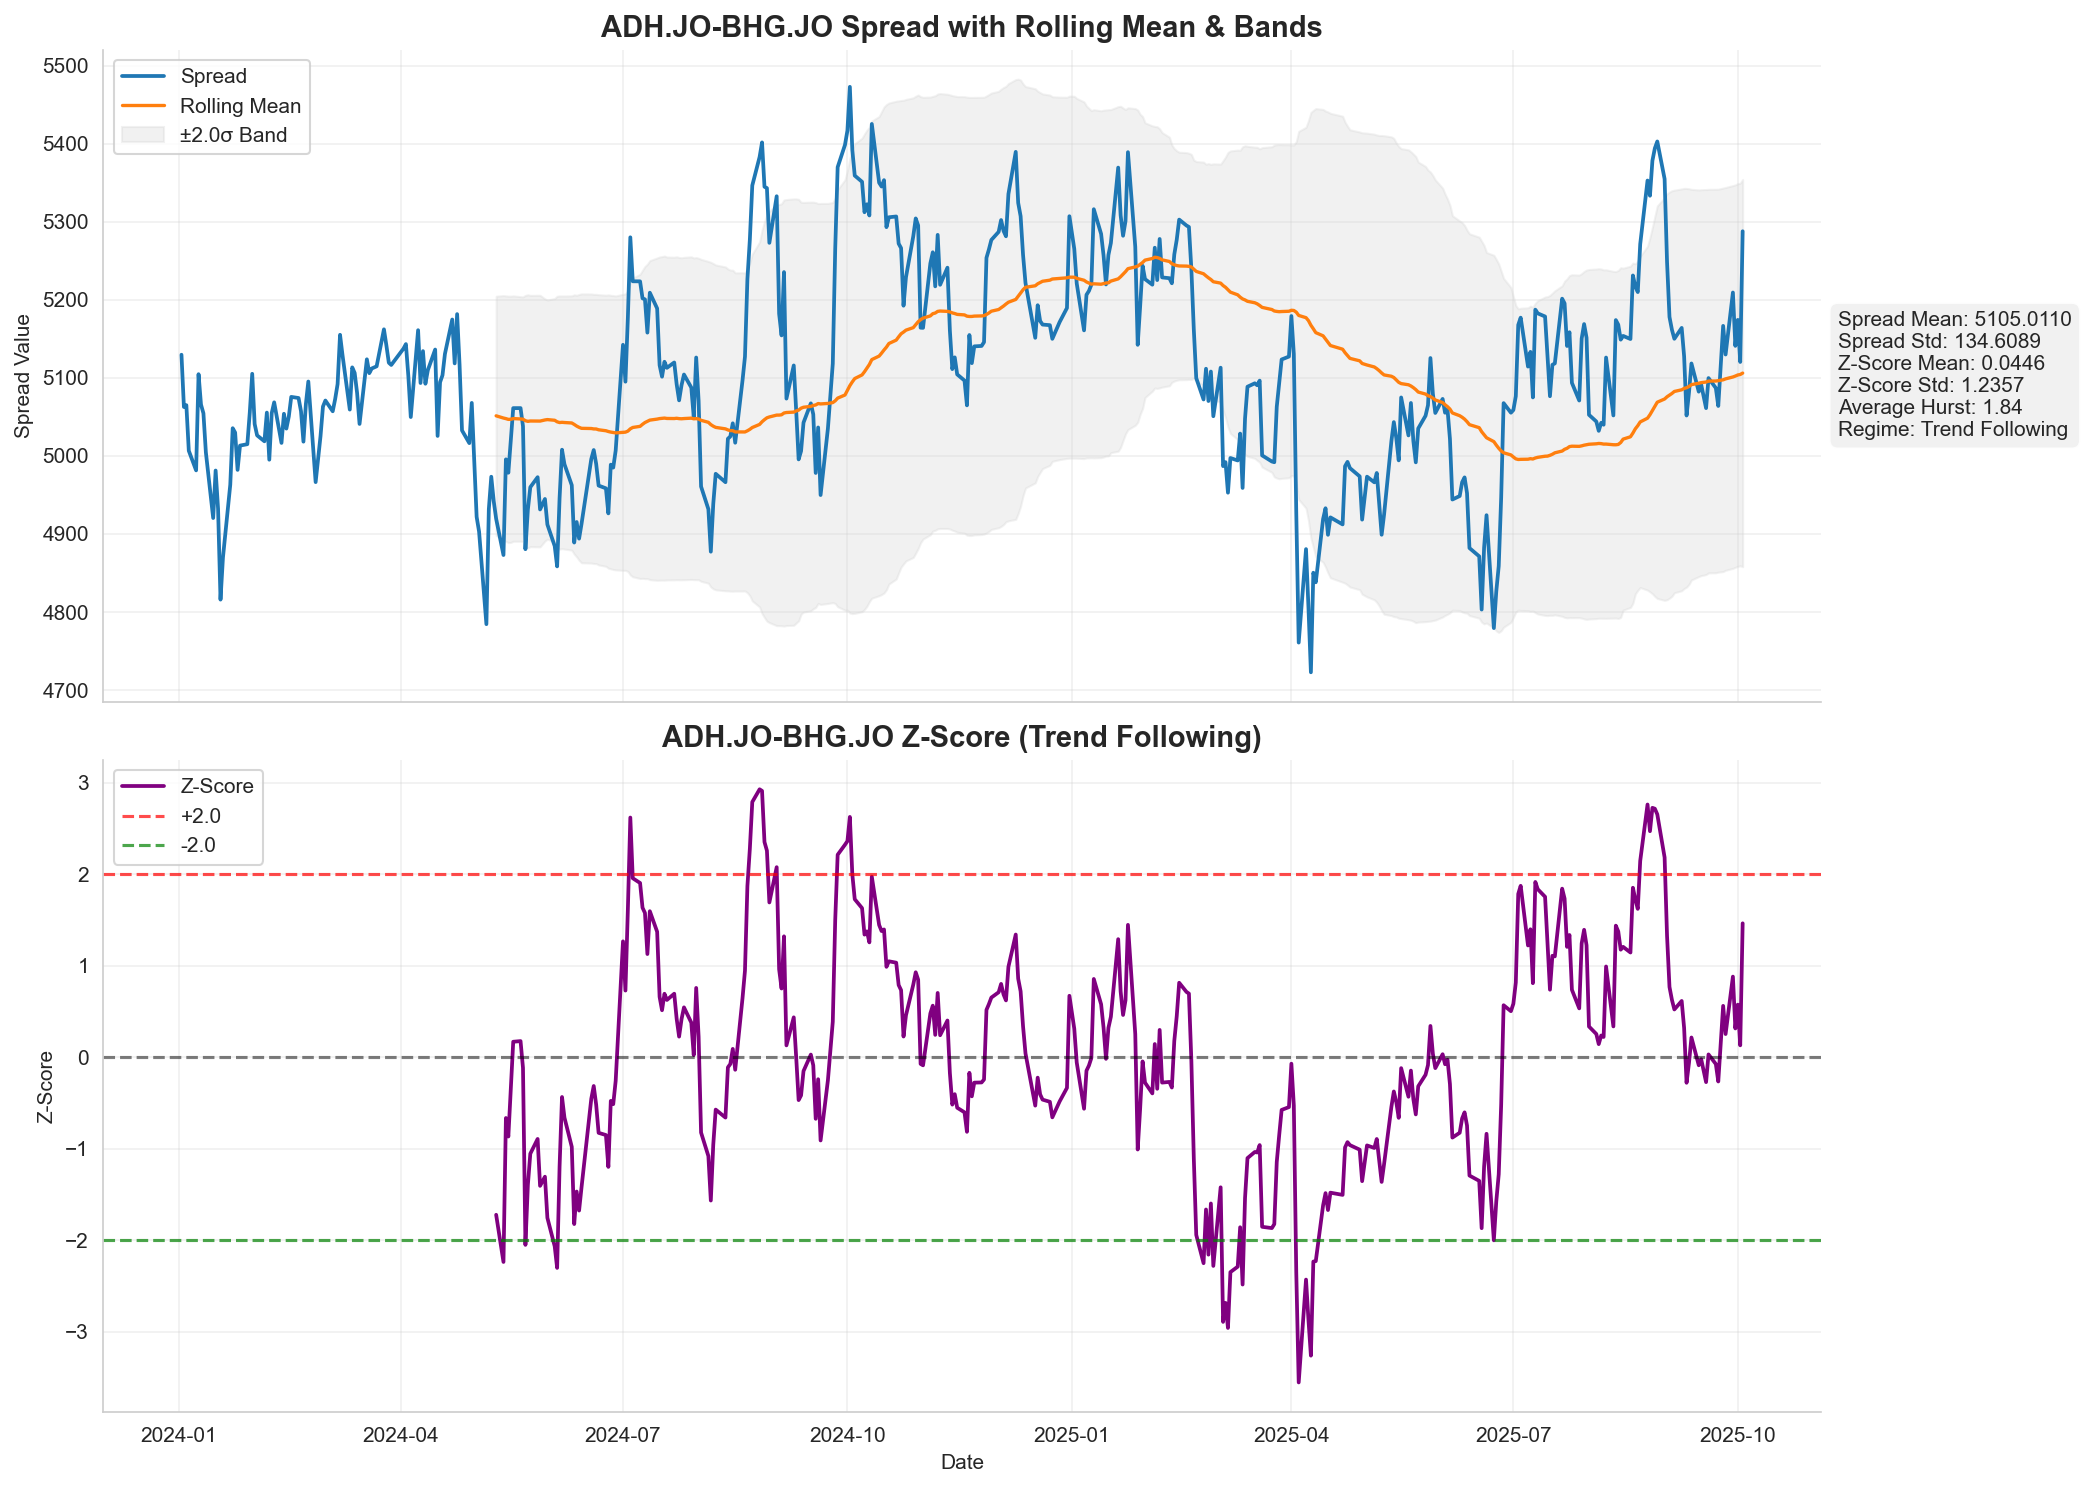 ADH.JO-BHG.JO Spread with Rolling Mean & Bands
Spread Value
5500
5400
5300
5200
5100
5000
4900
4800
4700
Spread
Rolling Mean
±2.0σ Band
Spread Mean: 5105.0110
Spread Std: 134.6089
Z-Score Mean: 0.0446
Z-Score Std: 1.2357
Average Hurst: 1.84
Regime: Trend Following
ADH.JO-BHG.JO Z-Score (Trend Following)
Z-Score
3
2
1
0
−1
−2
−3
Z-Score
+2.0
-2.0
2024-01
2024-04
2024-07
2024-10
2025-01
2025-04
2025-07
2025-10
Date